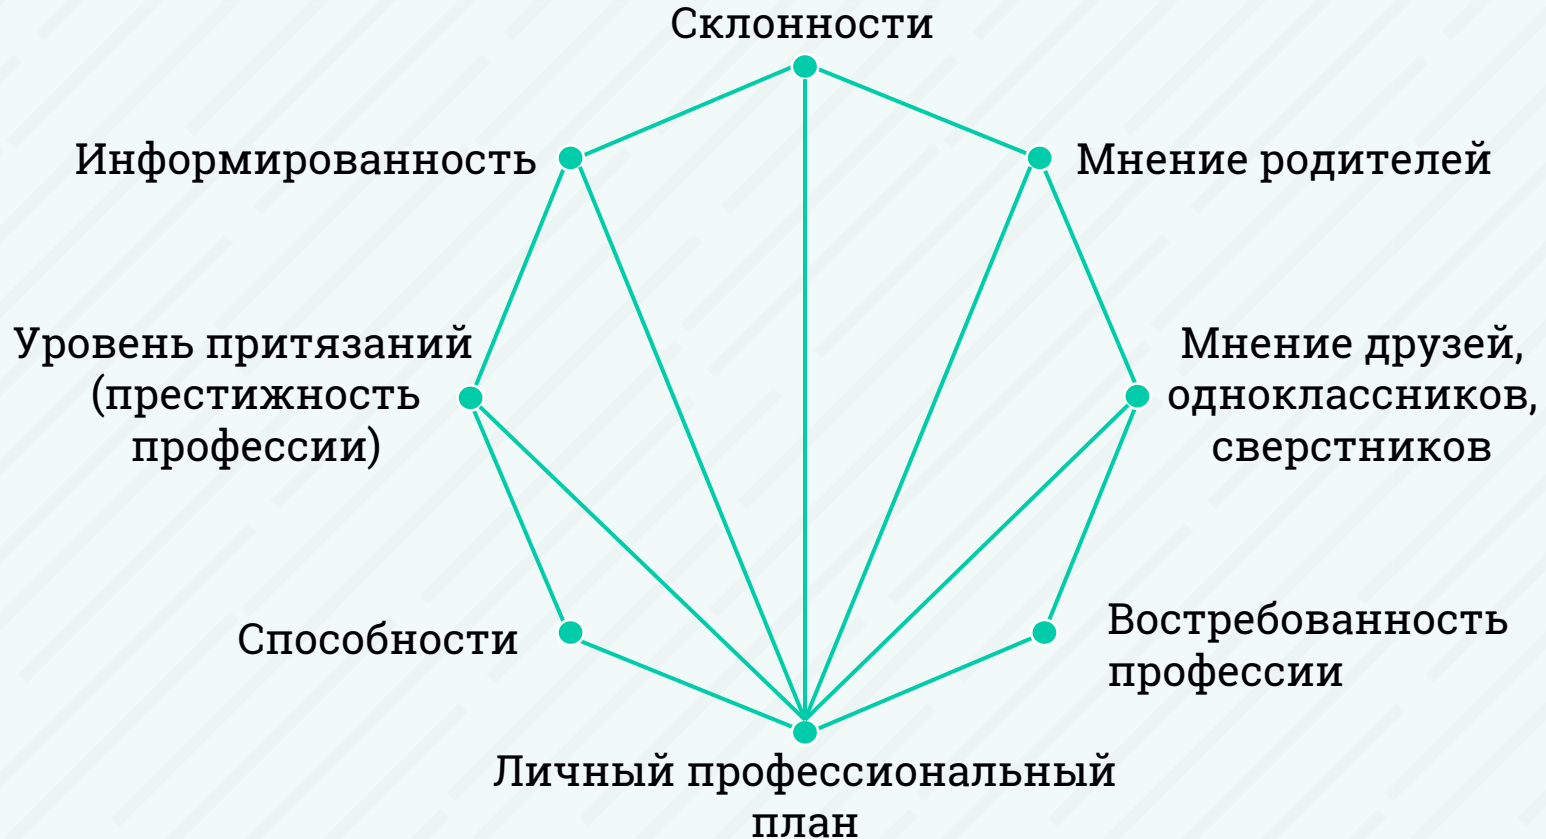 Склонности
Информированность
Мнение родителей
Уровень притязаний
(престижность
профессии)
Мнение друзей,
одноклассников,
сверстников
Способности
Востребованность
профессии
Личный профессиональный
план